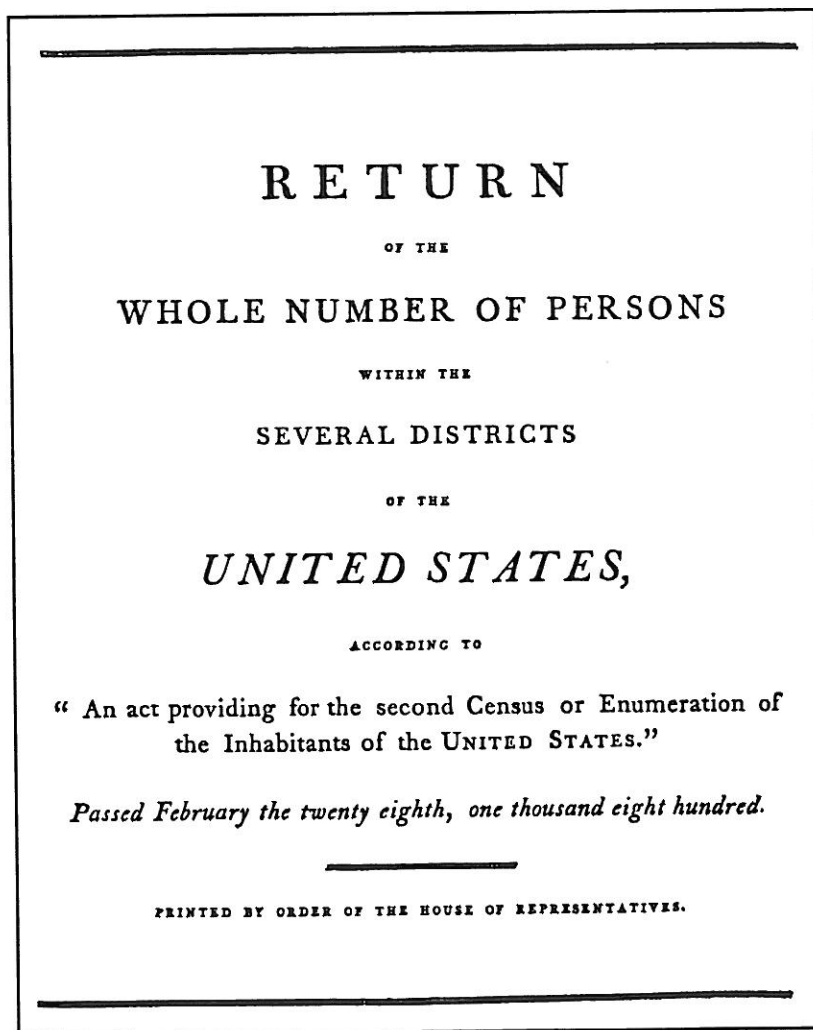 RETURN
OF THE
WHOLE NUMBER OF PERSONS
WITHIN THE
SEVERAL DISTRICTS
OF THE
UNITED STATES,
ACCORDING TO
“ An act providing for the second Census or Enumeration of
the Inhabitants of the UNITED STATES.”
Passed February the twenty eighth, one thousand eight hundred.
PRINTED BY ORDER OF THE HOUSE OF REPRESENTATIVES.